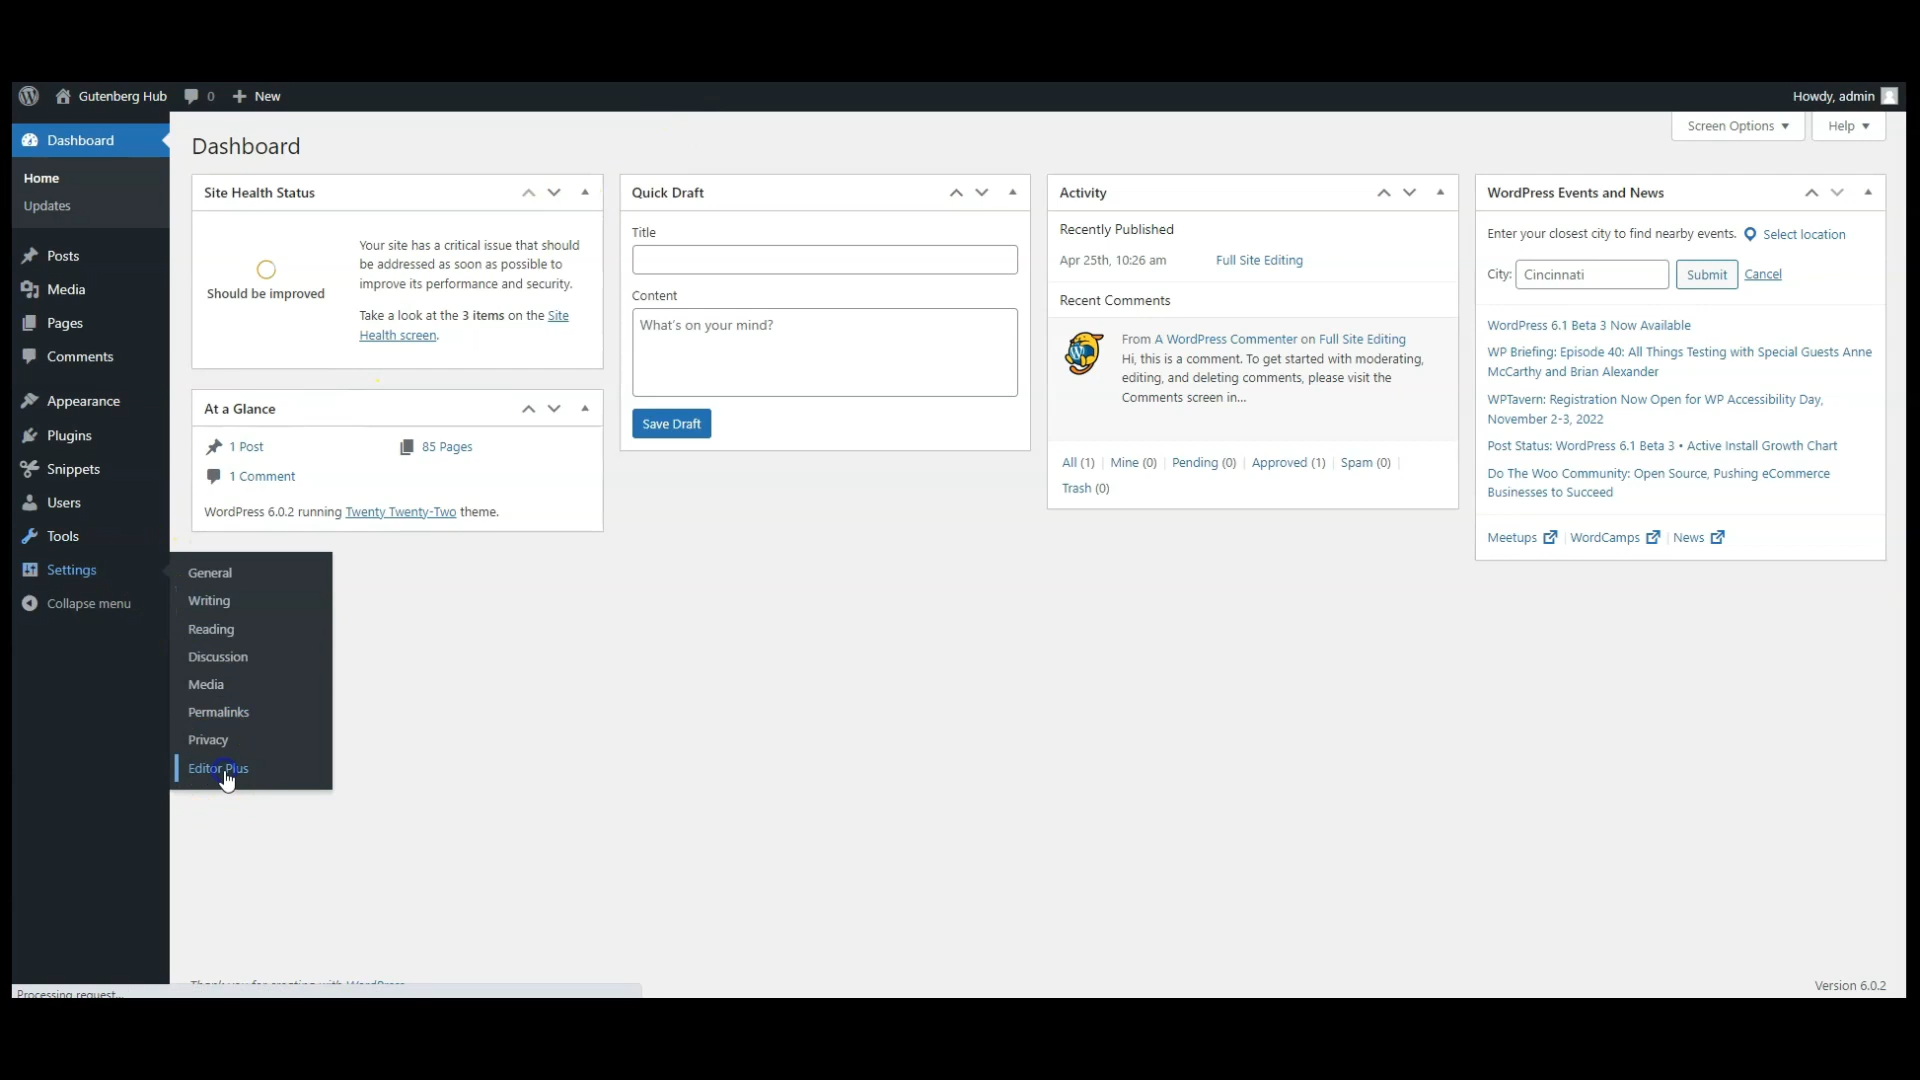 Gutenberg Hub 0 New Howdy, admin
Screen Options Help
Dashboard
Home
Updates
Posts
Media
Pages
Comments
Appearance
Plugins
Snippets
Users
Tools
Settings
Collapse menu
General
Writing
Reading
Discussion
Media
Permalinks
Privacy
Editor Plus
Dashboard
Site Health Status
Should be improved
Your site has a critical issue that should
be addressed as soon as possible to
improve its performance and security.
Take a look at the 3 items on the Site
Health screen.
At a Glance
1 Post 85 Pages
1 Comment
WordPress 6.0.2 running Twenty Twenty-Two theme.
Quick Draft
Title
Content
What's on your mind?
Save Draft
Activity
Recently Published
Apr 25th, 10:26 am Full Site Editing
Recent Comments
From A WordPress Commenter on Full Site Editing
Hi, this is a comment. To get started with moderating,
editing, and deleting comments, please visit the
Comments screen in...
All (1) | Mine (0) | Pending (0) | Approved (1) | Spam (0) |
Trash (0)
WordPress Events and News
Enter your closest city to find nearby events. Select location
City: Cincinnati Submit Cancel
WordPress 6.1 Beta 3 Now Available
WP Briefing: Episode 40: All Things Testing with Special Guests Anne
McCarthy and Brian Alexander
WPTavern: Registration Now Open for WP Accessibility Day,
November 2-3, 2022
Post Status: WordPress 6.1 Beta 3 • Active Install Growth Chart
Do The Woo Community: Open Source, Pushing eCommerce
Businesses to Succeed
Meetups | WordCamps | News
Thank you for creating with WordPress
Version 6.0.2
Processing request...